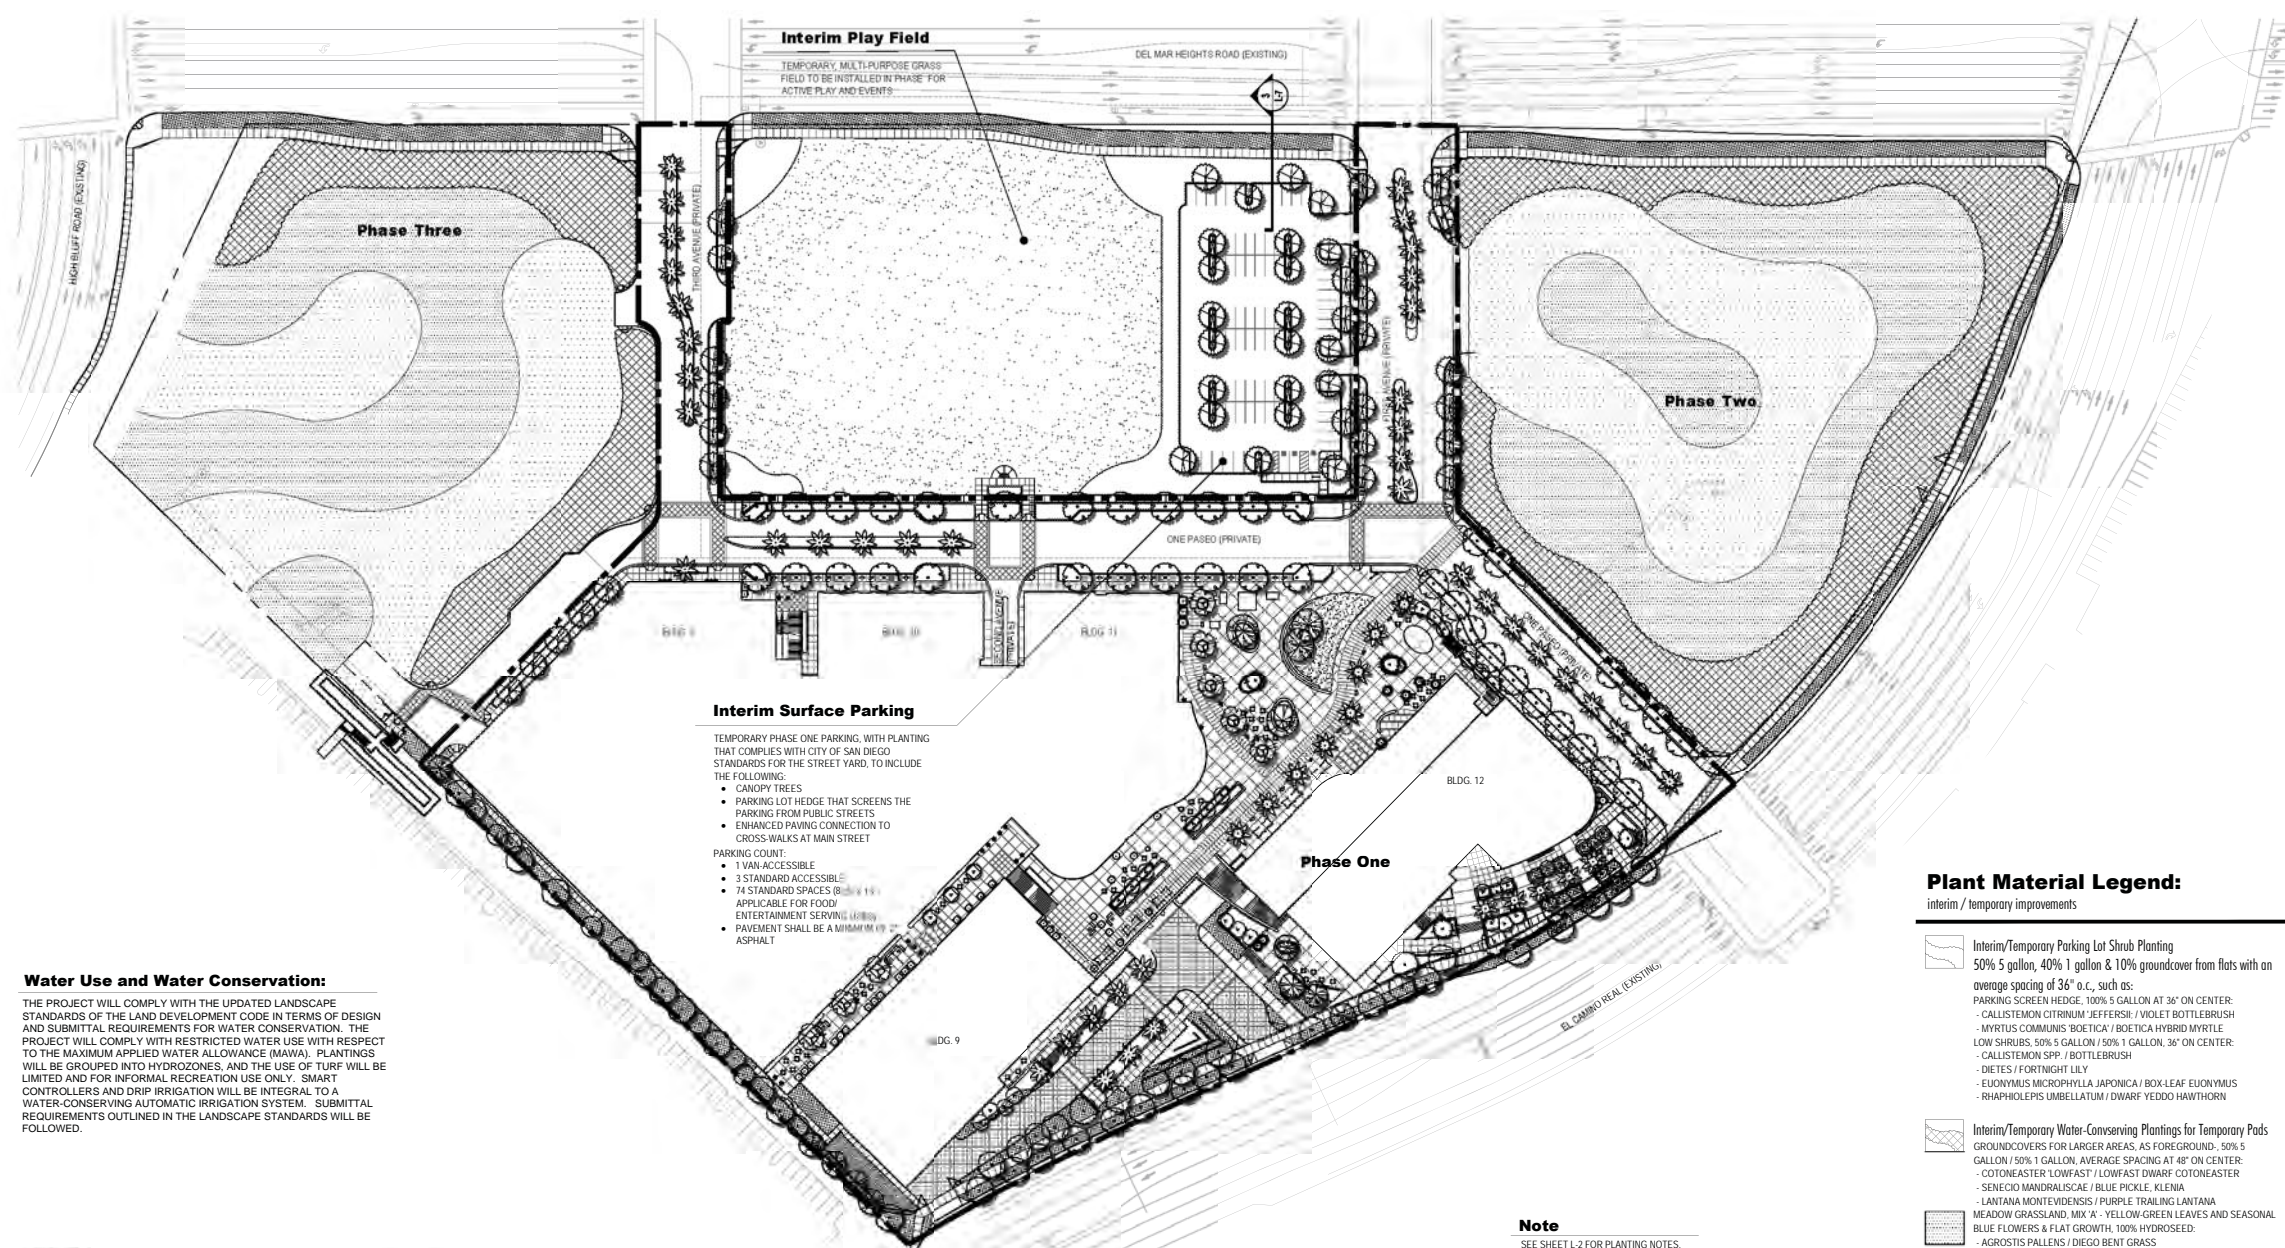 Interim Play Field
TEMPORARY, MULTI-PURPOSE GRASS
FIELD TO BE INSTALLED IN PHASE FOR
ACTIVE PLAY AND EVENTS
DEL MAR HEIGHTS ROAD (EXISTING)
3
L-7
HIGH BLUFF ROAD (EXISTING)
Phase Three
THIRD AVENUE (PRIVATE)
AVENUE (PRIVATE)
Phase Two
ONE PASEO (PRIVATE)
SECOND AVENUE
(PRIVATE)
BLDG. 10
BLDG. 11
ONE PASEO (PRIVATE)
Interim Surface Parking
TEMPORARY PHASE ONE PARKING, WITH PLANTING
THAT COMPLIES WITH CITY OF SAN DIEGO
STANDARDS FOR THE STREET YARD, TO INCLUDE
THE FOLLOWING:
• CANOPY TREES
• PARKING LOT HEDGE THAT SCREENS THE
PARKING FROM PUBLIC STREETS
• ENHANCED PAVING CONNECTION TO
CROSS-WALKS AT MAIN STREET
PARKING COUNT:
• 1 VAN-ACCESSIBLE
• 3 STANDARD ACCESSIBLE
• 74 STANDARD SPACES
APPLICABLE FOR FOOD/
ENTERTAINMENT SERVING
• PAVEMENT SHALL BE A
ASPHALT
BLDG. 12
Phase One
DG. 9
EL CAMINO REAL (EXISTING)
Water Use and Water Conservation:
THE PROJECT WILL COMPLY WITH THE UPDATED LANDSCAPE
STANDARDS OF THE LAND DEVELOPMENT CODE IN TERMS OF DESIGN
AND SUBMITTAL REQUIREMENTS FOR WATER CONSERVATION. THE
PROJECT WILL COMPLY WITH RESTRICTED WATER USE WITH RESPECT
TO THE MAXIMUM APPLIED WATER ALLOWANCE (MAWA). PLANTINGS
WILL BE GROUPED INTO HYDROZONES, AND THE USE OF TURF WILL BE
LIMITED AND FOR INFORMAL RECREATION USE ONLY. SMART
CONTROLLERS AND DRIP IRRIGATION WILL BE INTEGRAL TO A
WATER-CONSERVING AUTOMATIC IRRIGATION SYSTEM. SUBMITTAL
REQUIREMENTS OUTLINED IN THE LANDSCAPE STANDARDS WILL BE
FOLLOWED.
Note
SEE SHEET L-2 FOR PLANTING NOTES.
Plant Material Legend:
interim / temporary improvements
Interim/Temporary Parking Lot Shrub Planting
50% 5 gallon, 40% 1 gallon & 10% groundcover from flats with an
average spacing of 36" o.c., such as:
PARKING SCREEN HEDGE, 100% 5 GALLON AT 36" ON CENTER:
- CALLISTEMON CITRINUM 'JEFFERSII; / VIOLET BOTTLEBRUSH
- MYRTUS COMMUNIS 'BOETICA' / BOETICA HYBRID MYRTLE
LOW SHRUBS, 50% 5 GALLON / 50% 1 GALLON, 36" ON CENTER:
- CALLISTEMON SPP. / BOTTLEBRUSH
- DIETES / FORTNIGHT LILY
- EUONYMUS MICROPHYLLA JAPONICA / BOX-LEAF EUONYMUS
- RHAPHIOLEPIS UMBELLATUM / DWARF YEDDO HAWTHORN
Interim/Temporary Water-Convserving Plantings for Temporary Pads
GROUNDCOVERS FOR LARGER AREAS, AS FOREGROUND-, 50% 5
GALLON / 50% 1 GALLON, AVERAGE SPACING AT 48" ON CENTER:
- COTONEASTER 'LOWFAST' / LOWFAST DWARF COTONEASTER
- SENECIO MANDRALISCAE / BLUE PICKLE, KLENIA
- LANTANA MONTEVIDENSIS / PURPLE TRAILING LANTANA
MEADOW GRASSLAND, MIX 'A' - YELLOW-GREEN LEAVES AND SEASONAL
BLUE FLOWERS & FLAT GROWTH, 100% HYDROSEED:
- AGROSTIS PALLENS / DIEGO BENT GRASS